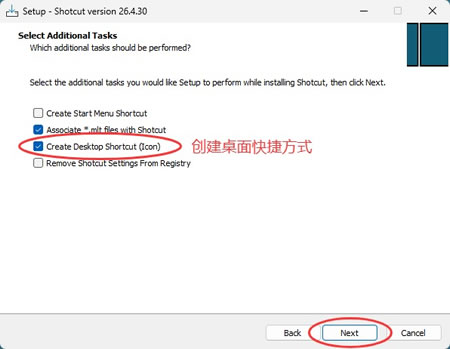 Setup - Shotcut version 26.4.30
Select Additional Tasks
Which additional tasks should be performed?
Select the additional tasks you would like Setup to perform while installing Shotcut, then click Next.
Create Start Menu Shortcut
Associate *.mlt files with Shotcut
Create Desktop Shortcut (Icon) 创建桌面快捷方式
Remove Shotcut Settings From Registry
Back Next Cancel